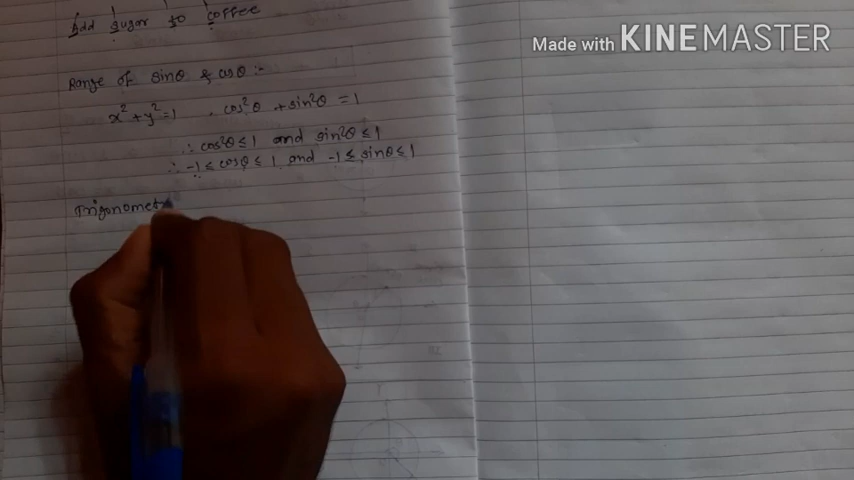 Add sugar to coffee
Made with KINEMASTER
Range of sinθ & cosθ :-
x² + y² = 1 . cos²θ + sin²θ = 1
∴ cos²θ ≤ 1 and sin²θ ≤ 1
∴ -1 ≤ cosθ ≤ 1 and -1 ≤ sinθ ≤ 1
Trigonomet